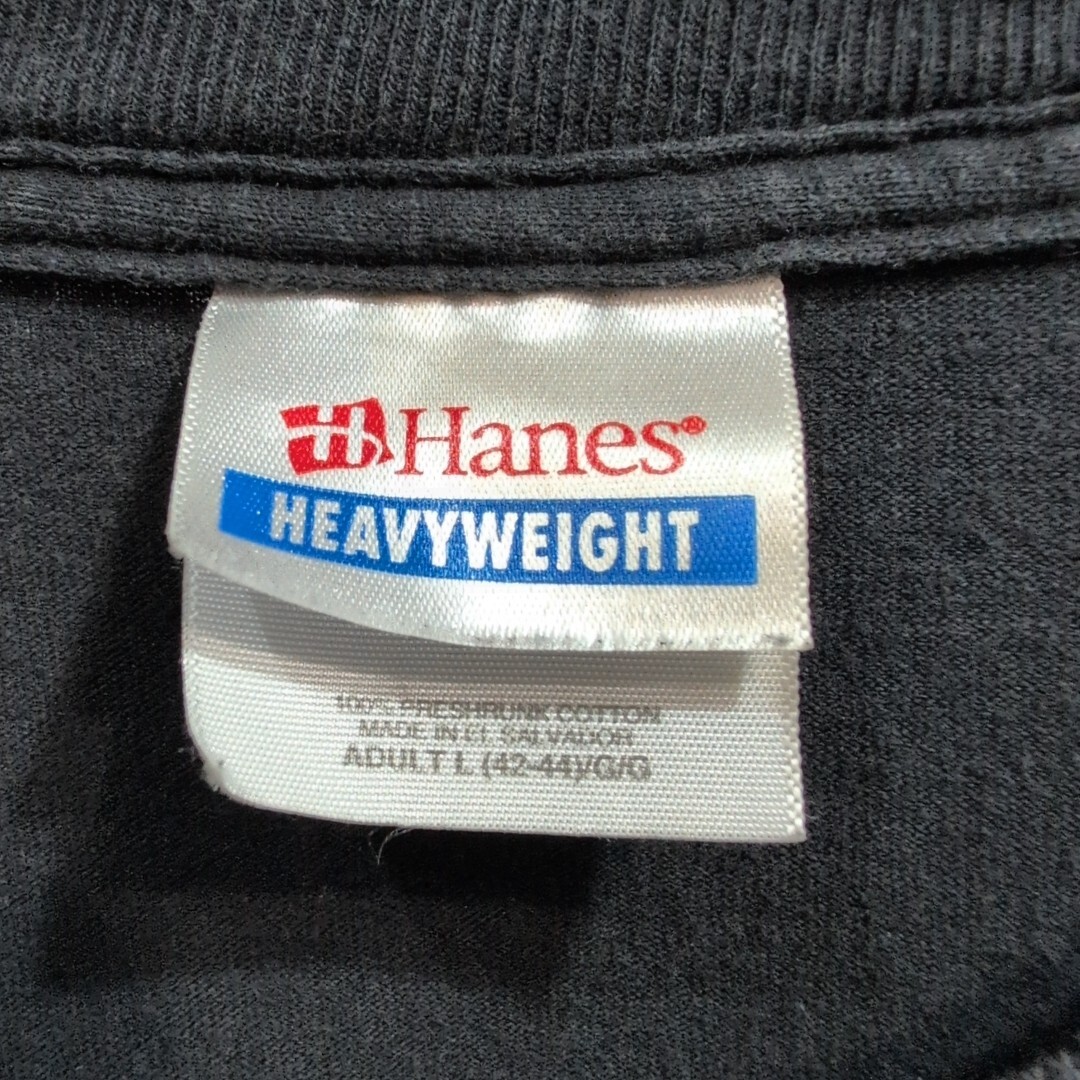 Hanes®
HEAVYWEIGHT
100% PRESHRUNK COTTON
MADE IN EL SALVADOR
ADULT L (42-44)/G/G